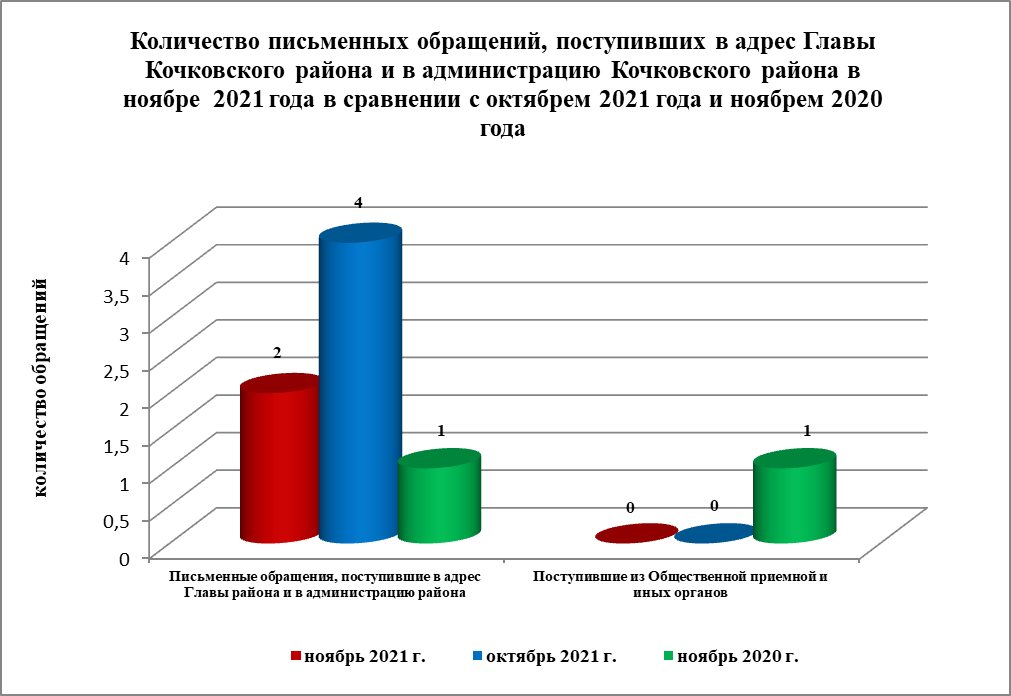 Количество письменных обращений, поступивших в адрес Главы
Кочковского района и в администрацию Кочковского района в
ноябре 2021 года в сравнении с октябрем 2021 года и ноябрем 2020
года
количество обращений
4
3,5
3
2,5
2
1,5
1
0,5
0
2
4
1
0
0
1
Письменные обращения, поступившие в адрес
Главы района и в администрацию района
Поступившие из Общественной приемной и
иных органов
ноябрь 2021 г.
октябрь 2021 г.
ноябрь 2020 г.